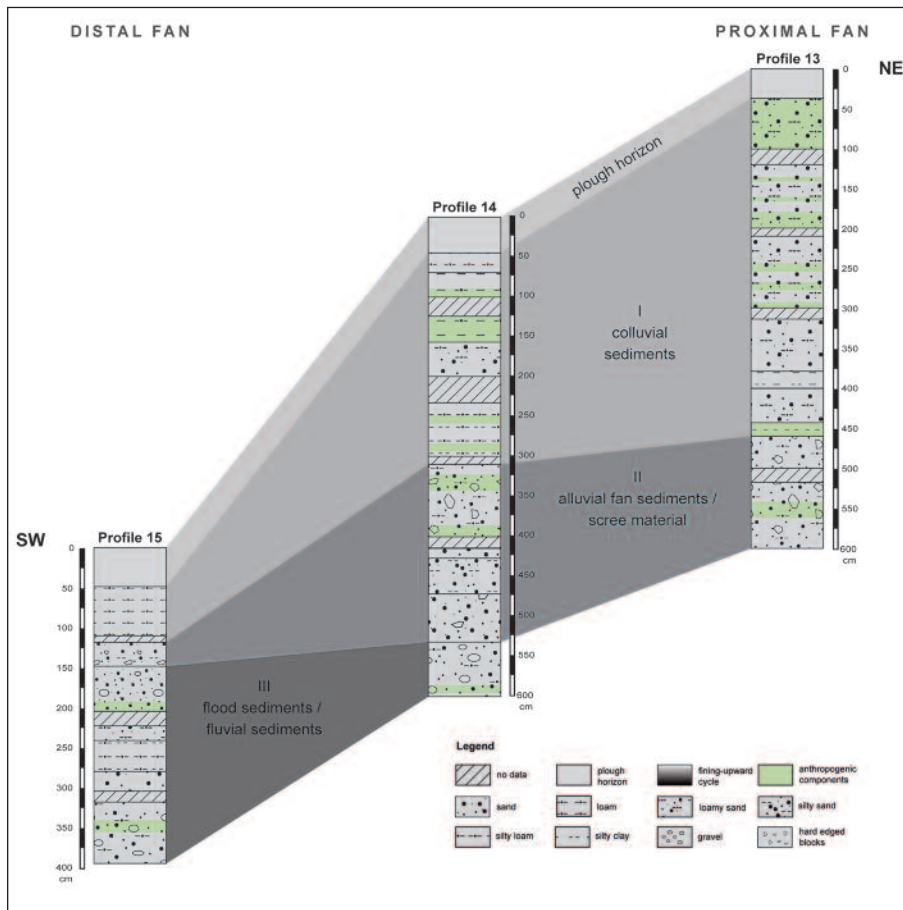 DISTAL FAN
PROXIMAL FAN
Profile 13
NE
0
50
100
150
200
250
300
350
400
450
500
550
600
cm
plough horizon
Profile 14
0
50
100
150
200
250
300
350
400
450
500
550
600
cm
I
colluvial
sediments
II
alluvial fan sediments /
scree material
SW
Profile 15
0
50
100
150
200
250
300
350
400
cm
III
flood sediments /
fluvial sediments
Legend
no data
plough
horizon
fining-upward
cycle
anthropogenic
components
sand
loam
loamy sand
silty sand
silty loam
silty clay
gravel
hard edged
blocks